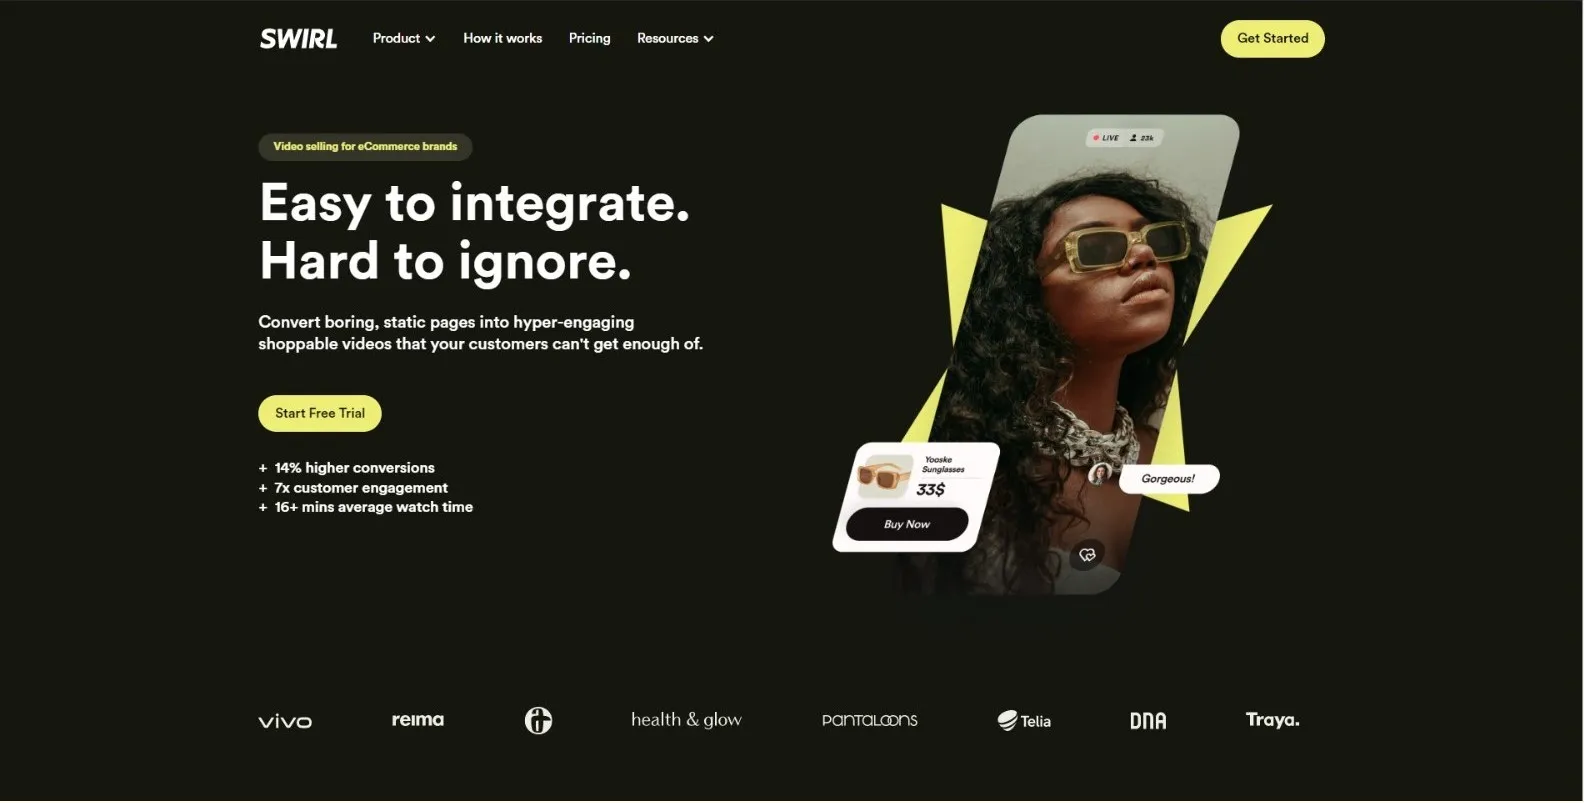 SWIRL
Product
How it works
Pricing
Resources
Get Started
Video selling for eCommerce brands
Easy to integrate.
Hard to ignore.
Convert boring, static pages into hyper-engaging
shoppable videos that your customers can't get enough of.
Start Free Trial
+ 14% higher conversions
+ 7x customer engagement
+ 16+ mins average watch time
LIVE 23k
Yooske
Sunglasses
33$
Buy Now
Gorgeous!
vivo
reima
health & glow
pantaloons
Telia
DNA
Traya.